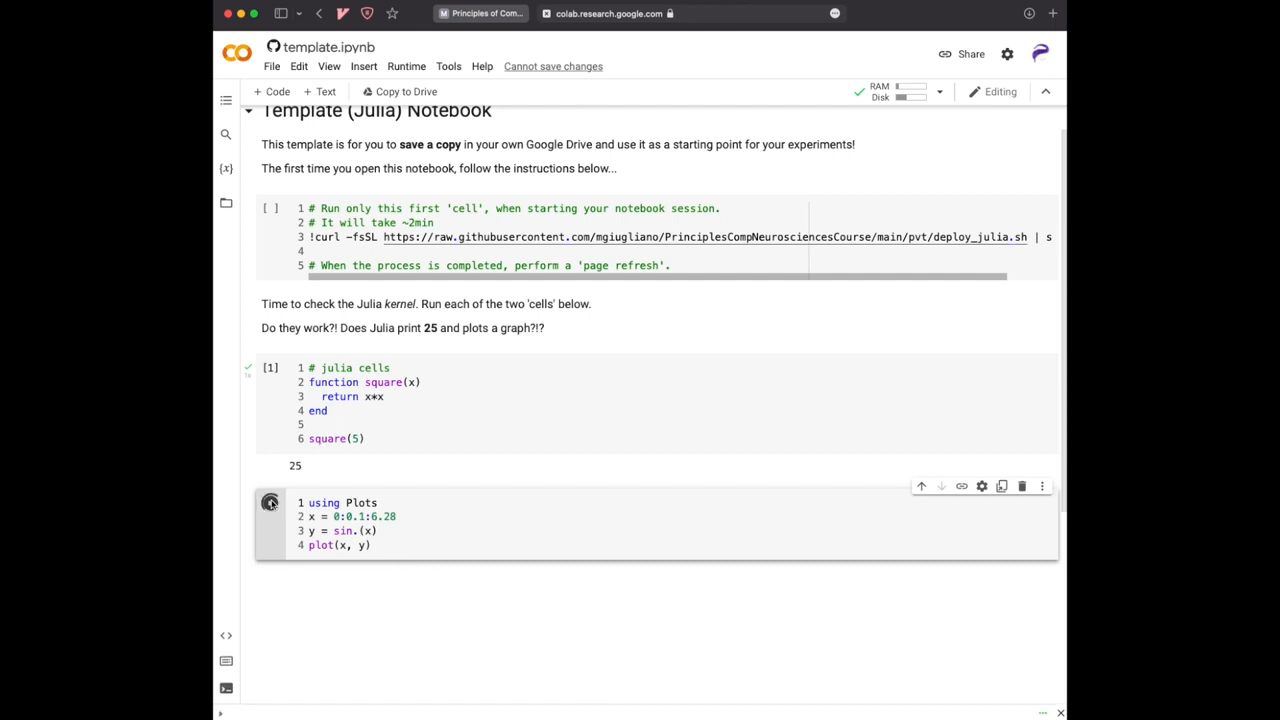 Principles of Com...
colab.research.google.com
template.ipynb
File Edit View Insert Runtime Tools Help Cannot save changes
Share
+ Code + Text Copy to Drive
RAM
Disk
Editing
Template (Julia) Notebook
This template is for you to save a copy in your own Google Drive and use it as a starting point for your experiments!
The first time you open this notebook, follow the instructions below...
[ ] 1 # Run only this first 'cell', when starting your notebook session.
2 # It will take ~2min
3 !curl -fsSL https://raw.githubusercontent.com/mgiugliano/PrinciplesCompNeurosciencesCourse/main/pvt/deploy_julia.sh | s
4
5 # When the process is completed, perform a 'page refresh'.
Time to check the Julia kernel. Run each of the two 'cells' below.
Do they work?! Does Julia print 25 and plots a graph?!?
[1] 1 # julia cells
2 function square(x)
3 return x*x
4 end
5
6 square(5)
1s
25
1 using Plots
2 x = 0:0.1:6.28
3 y = sin.(x)
4 plot(x, y)